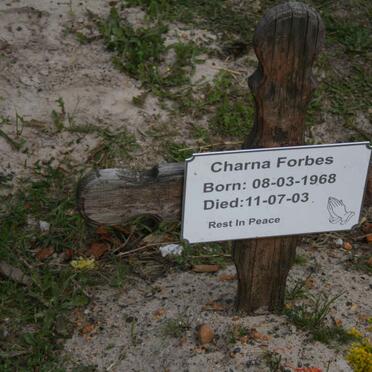 Charna Forbes
Born: 08-03-1968
Died:11-07-03
Rest In Peace